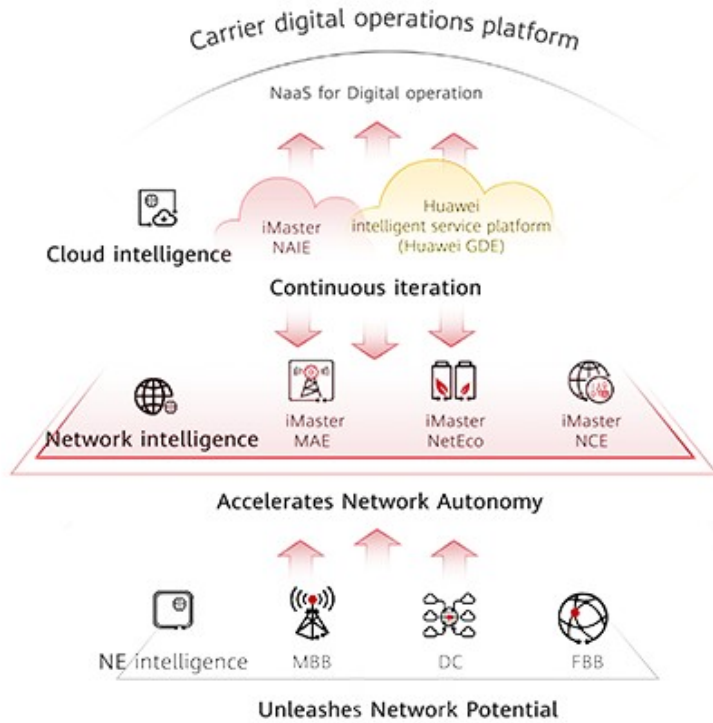 Carrier digital operations platform
NaaS for Digital operation
iMaster
NAIE
Huawei
intelligent service platform
(Huawei GDE)
Cloud intelligence
Continuous iteration
Network intelligence
iMaster
MAE
iMaster
NetEco
iMaster
NCE
Accelerates Network Autonomy
NE intelligence
MBB
DC
FBB
Unleashes Network Potential